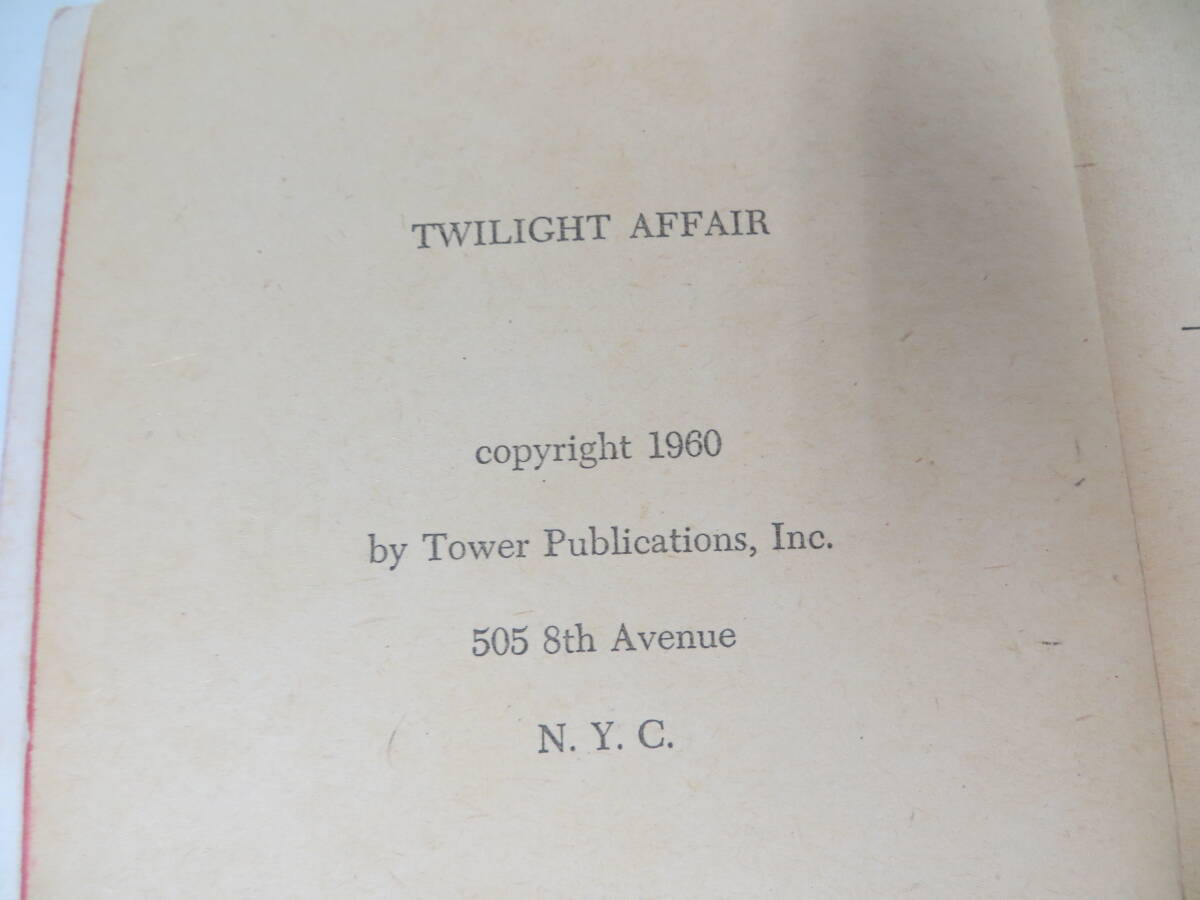 TWILIGHT AFFAIR
copyright 1960
by Tower Publications, Inc.
505 8th Avenue
N. Y. C.